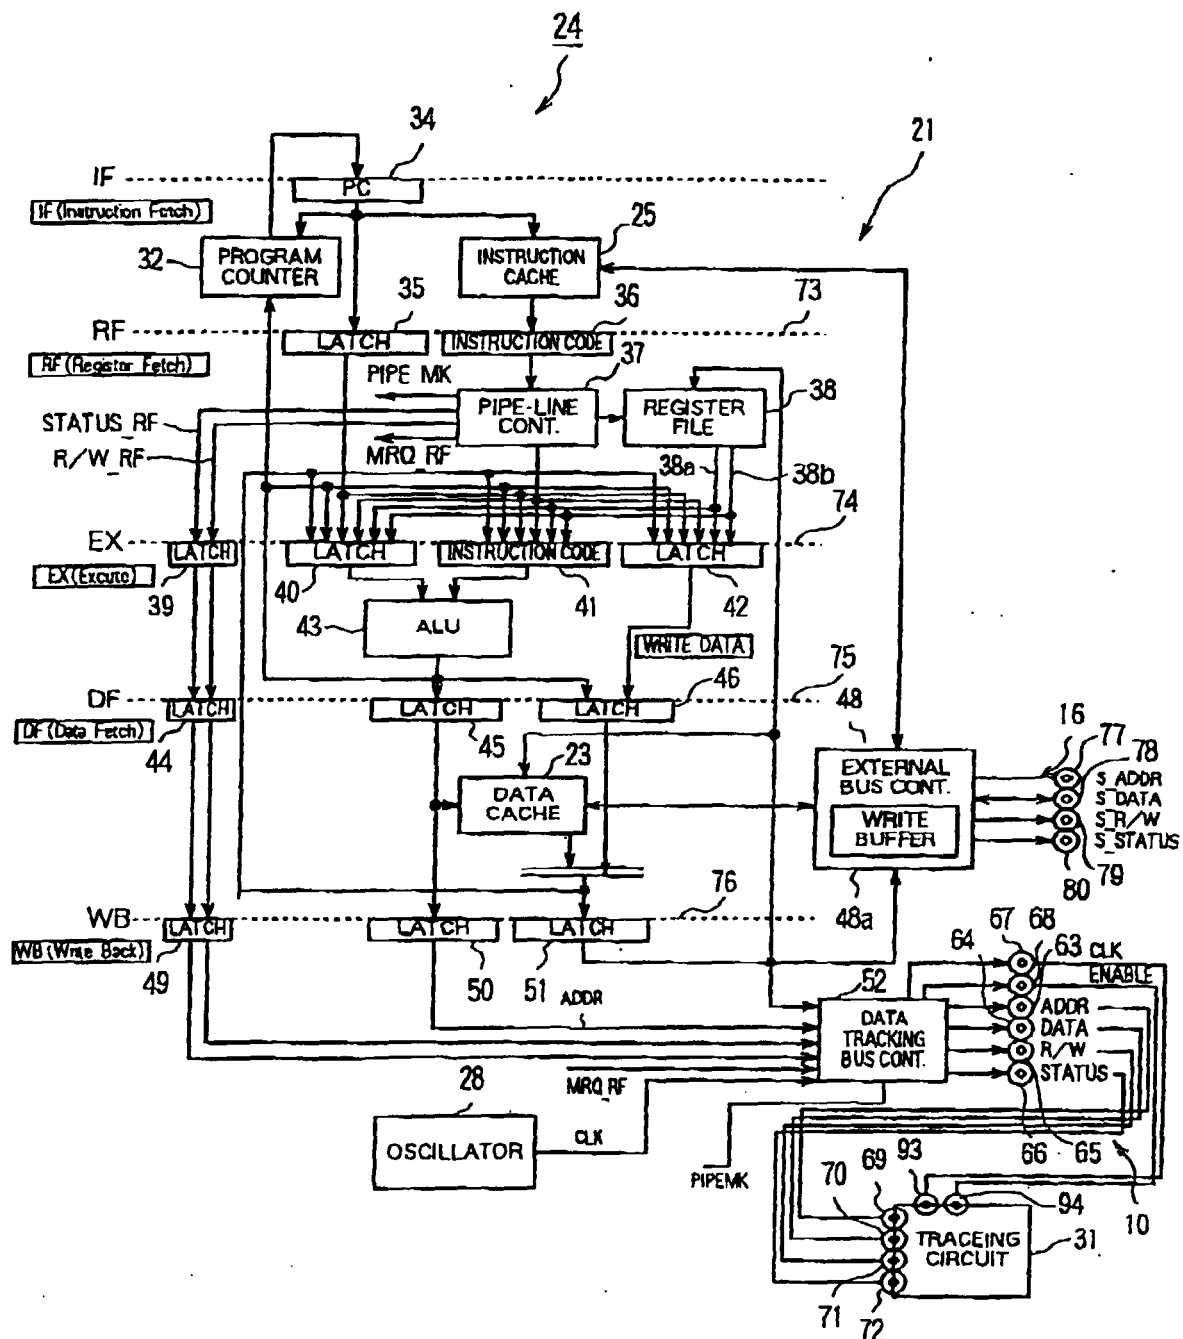 24
34
21
IF
PC
IF (Instruction Fetch)
25
32
PROGRAM
COUNTER
INSTRUCTION
CACHE
35
36
73
RF
LATCH
INSTRUCTION CODE
RF (Register Fetch)
37
PIPE MK
PIPE-LINE
CONT.
REGISTER
FILE
38
STATUS_RF
R/W_RF
MRQ_RF
38a
38b
74
EX
LATCH
LATCH
INSTRUCTION CODE
LATCH
EX (Excute)
39
40
41
42
43
ALU
WRITE DATA
46
75
DF
LATCH
LATCH
LATCH
DF (Data Fetch)
44
45
48
16
77
78
23
DATA
CACHE
EXTERNAL
BUS CONT.
WRITE
BUFFER
S_ADDR
S_DATA
S_R/W
S_STATUS
79
80
76
48a
WB
LATCH
LATCH
LATCH
WB (Write Back)
49
50
51
67
68
64
63
CLK
ENABLE
ADDR
52
DATA
TRACKING
BUS CONT.
ADDR
DATA
R/W
STATUS
MRQ_RF
28
OSCILLATOR
CLK
PIPEMK
66
65
69
93
70
94
10
TRACEING
CIRCUIT
31
71
72